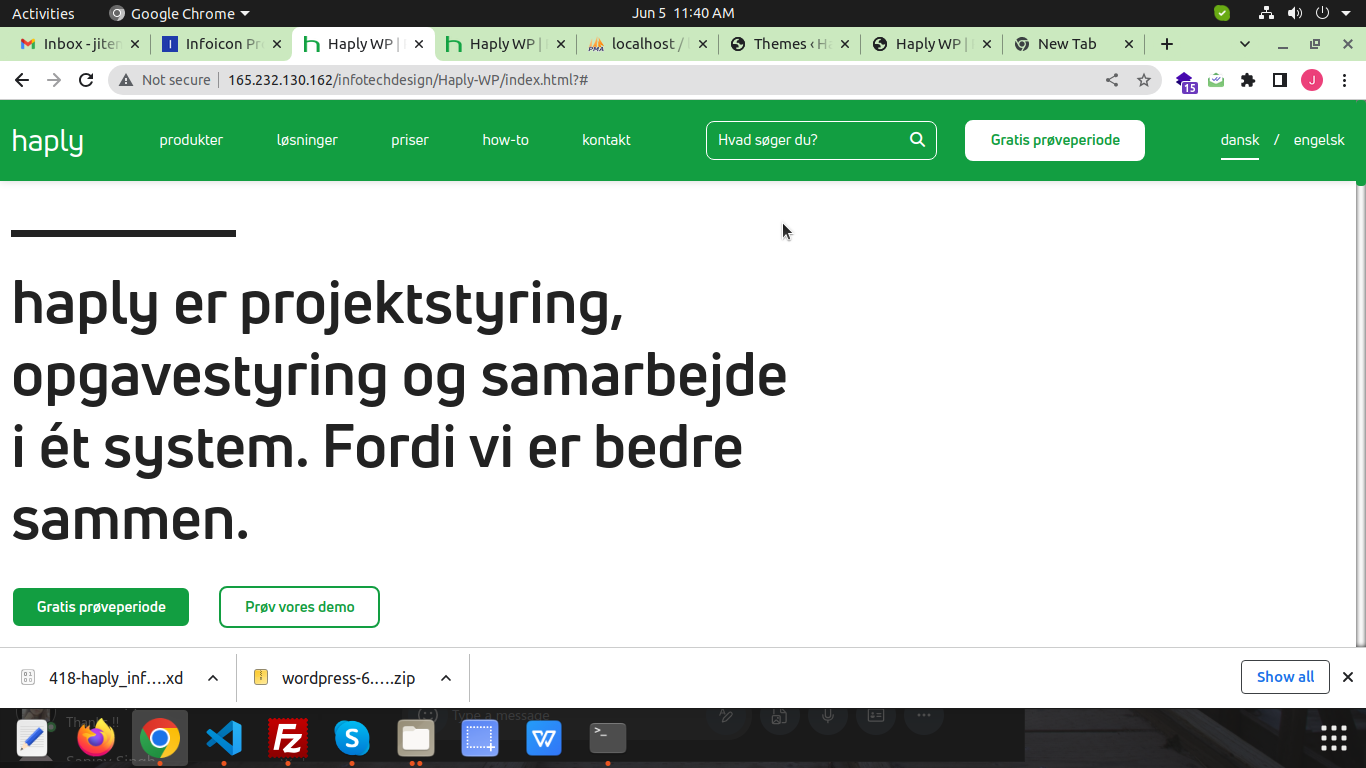 Activities Google Chrome Jun 5 11:40 AM
Inbox - jiten Infoicon Pr Haply WP | Haply WP | localhost / Themes ‹ Ha Haply WP | New Tab
Not secure 165.232.130.162/infotechdesign/Haply-WP/index.html?# 15 J
haply produkter løsninger priser how-to kontakt Hvad søger du? Gratis prøveperiode dansk / engelsk
haply er projektstyring,
opgavestyring og samarbejde
i ét system. Fordi vi er bedre
sammen.
Gratis prøveperiode Prøv vores demo
418-haply_inf….xd wordpress-6.….zip Show all
Thanks !! Type a message
Sanjay Singh